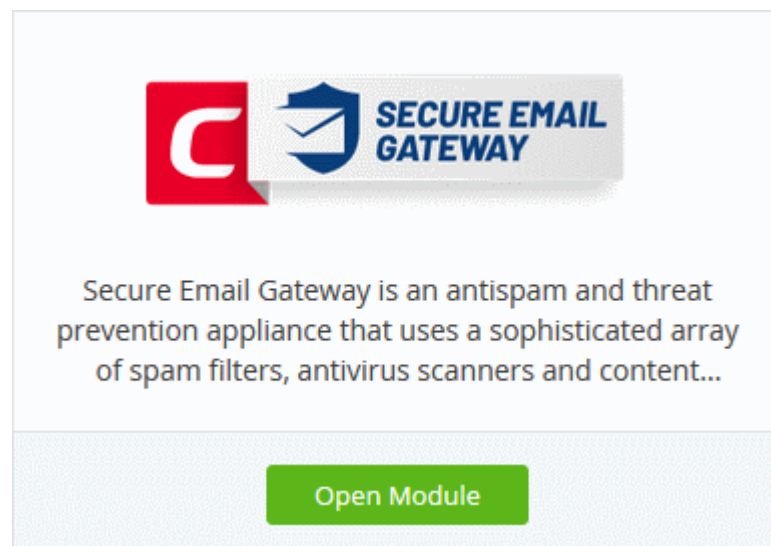 C
SECURE EMAIL
GATEWAY
Secure Email Gateway is an antispam and threat
prevention appliance that uses a sophisticated array
of spam filters, antivirus scanners and content...
Open Module